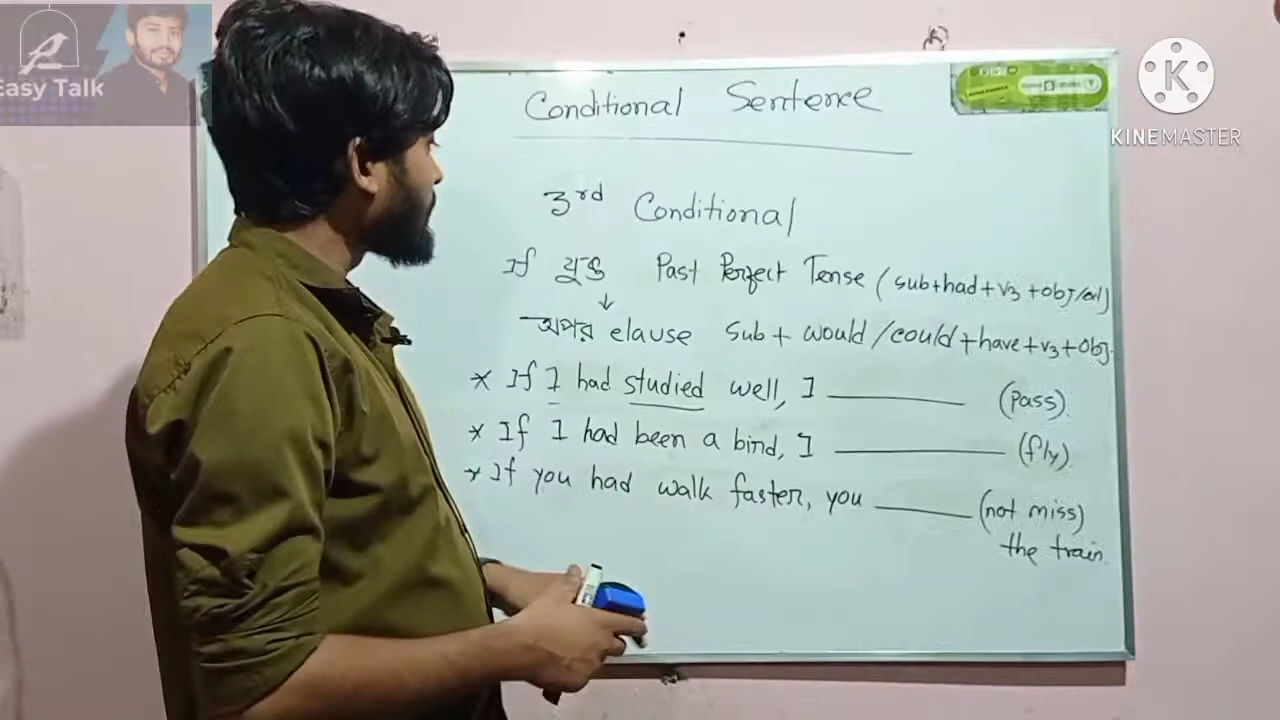 Easy Talk
KINEMASTER
Conditional Sentence
3rd Conditional
If যুক্ত Past Perfect Tense (sub+had+v3+obj/ext)
অপর clause Sub + would/could+have+v3+obj
* If I had studied well, I ________ (pass).
* If I had been a bird, I ________ (fly).
* If you had walk faster, you ______ (not miss)
the train.